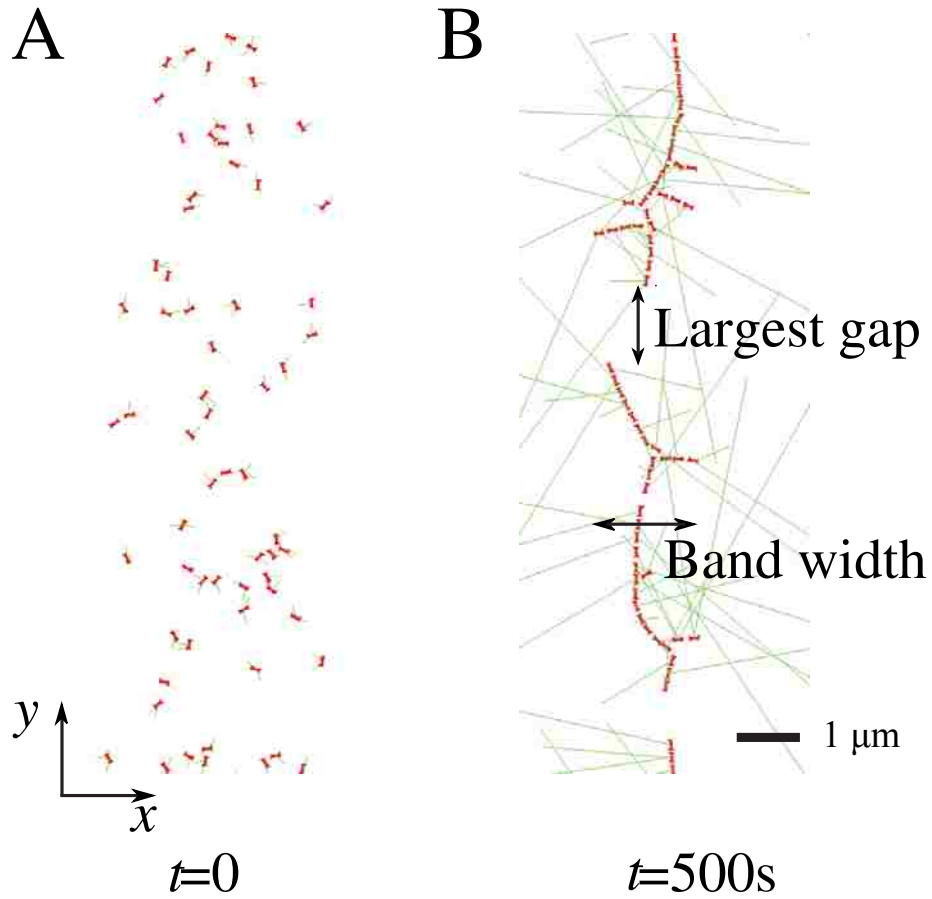 A
B
Largest gap
Band width
y
1 μm
x
t=0
t=500s